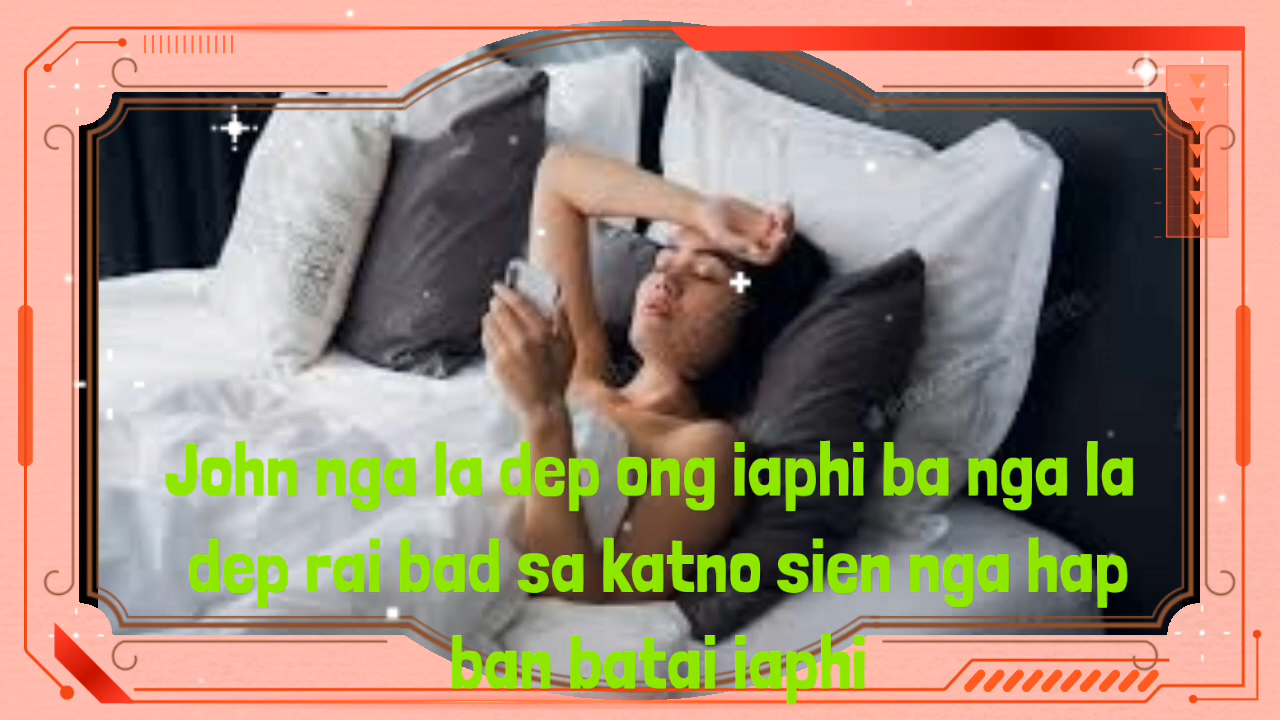 John nga la dep ong iaphi ba nga la
dep rai bad sa katno sien nga hap
ban batai iaphi